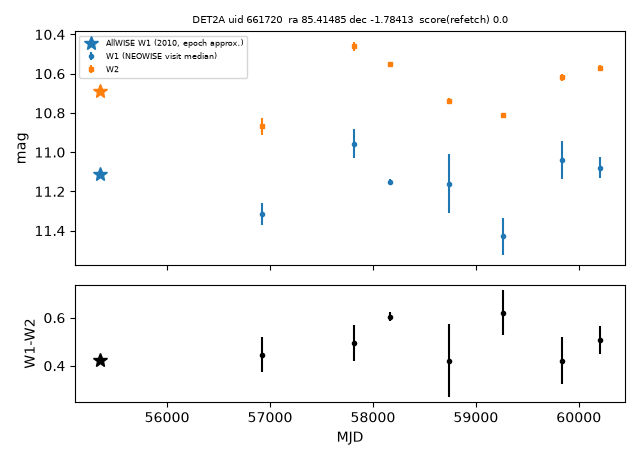 DET2A uid 661720 ra 85.41485 dec -1.78413 score(refetch) 0.0
AllWISE W1 (2010, epoch approx.)
W1 (NEOWISE visit median)
W2
mag
10.4
10.6
10.8
11.0
11.2
11.4
W1-W2
0.6
0.4
56000
57000
58000
59000
60000
MJD